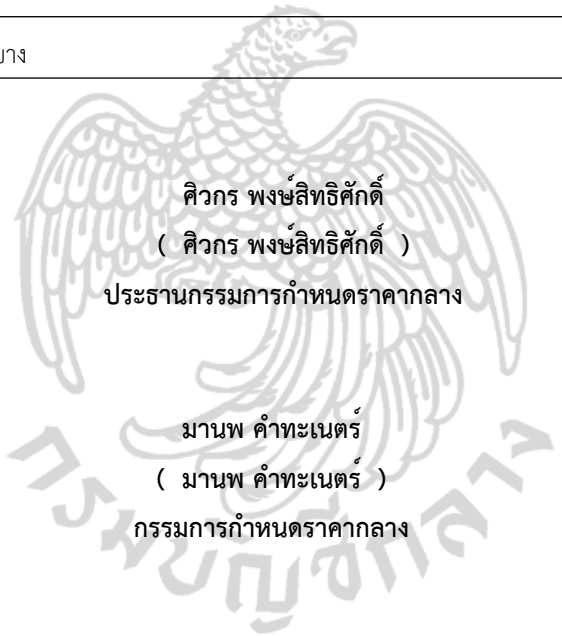 ยาง
ศิวกร พงษ์สิทธิศักดิ์
( ศิวกร พงษ์สิทธิศักดิ์ )
ประธานกรรมการกำหนดราคากลาง
มานพ คำทะเนตร์
( มานพ คำทะเนตร์ )
กรรมการกำหนดราคากลาง
กรมบัญชีกลาง